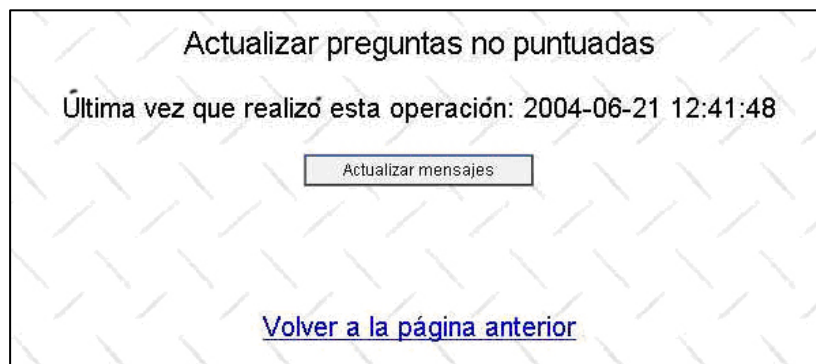 Actualizar preguntas no puntuadas
Última vez que realizó esta operación: 2004-06-21 12:41:48
Actualizar mensajes
Volver a la página anterior